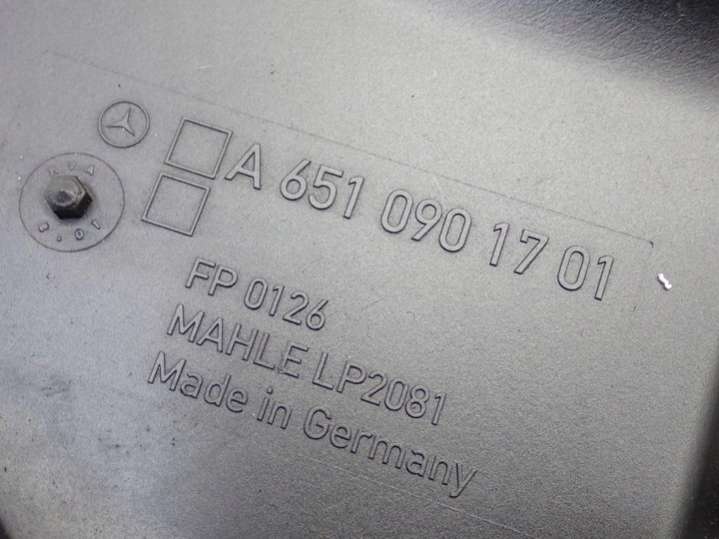 A 651 090 17 01
FP 0126
MAHLE LP2081
Made in Germany